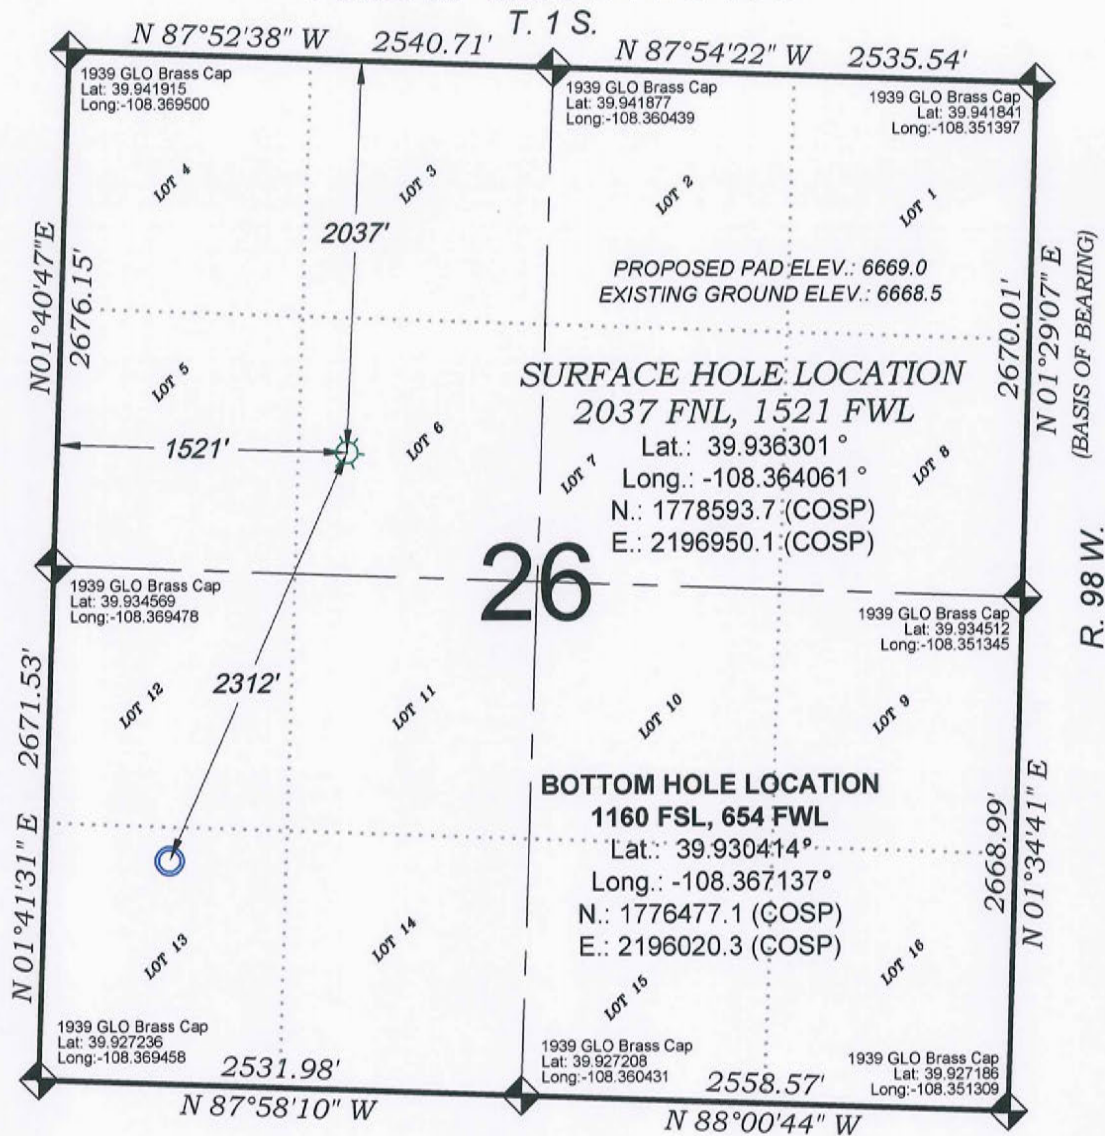 T. 1 S.
N 87°52'38" W 2540.71'
N 87°54'22" W 2535.54'
1939 GLO Brass Cap
Lat: 39.941915
Long:-108.369500
1939 GLO Brass Cap
Lat: 39.941877
Long:-108.360439
1939 GLO Brass Cap
Lat: 39.941841
Long:-108.351397
LOT 4
LOT 3
LOT 2
LOT 1
2037'
N01°40'47"E
2676.15'
PROPOSED PAD ELEV.: 6669.0
EXISTING GROUND ELEV.: 6668.5
2670.01'
N 01°29'07" E
(BASIS OF BEARING)
LOT 5
LOT 6
LOT 7
LOT 8
1521'
SURFACE HOLE LOCATION
2037 FNL, 1521 FWL
Lat.: 39.936301 °
Long.: -108.364061 °
N.: 1778593.7 (COSP)
E.: 2196950.1 (COSP)
26
R. 98 W.
1939 GLO Brass Cap
Lat: 39.934569
Long:-108.369478
1939 GLO Brass Cap
Lat: 39.934512
Long:-108.351345
2312'
LOT 12
LOT 11
LOT 10
LOT 9
N 01°41'31" E 2671.53'
BOTTOM HOLE LOCATION
1160 FSL, 654 FWL
Lat.: 39.930414°
Long.: -108.367137°
N.: 1776477.1 (COSP)
E.: 2196020.3 (COSP)
2668.99'
N 01°34'41" E
LOT 13
LOT 14
LOT 15
LOT 16
1939 GLO Brass Cap
Lat: 39.927236
Long:-108.369458
1939 GLO Brass Cap
Lat: 39.927208
Long:-108.360431
1939 GLO Brass Cap
Lat: 39.927186
Long:-108.351309
2531.98'
N 87°58'10" W
2558.57'
N 88°00'44" W